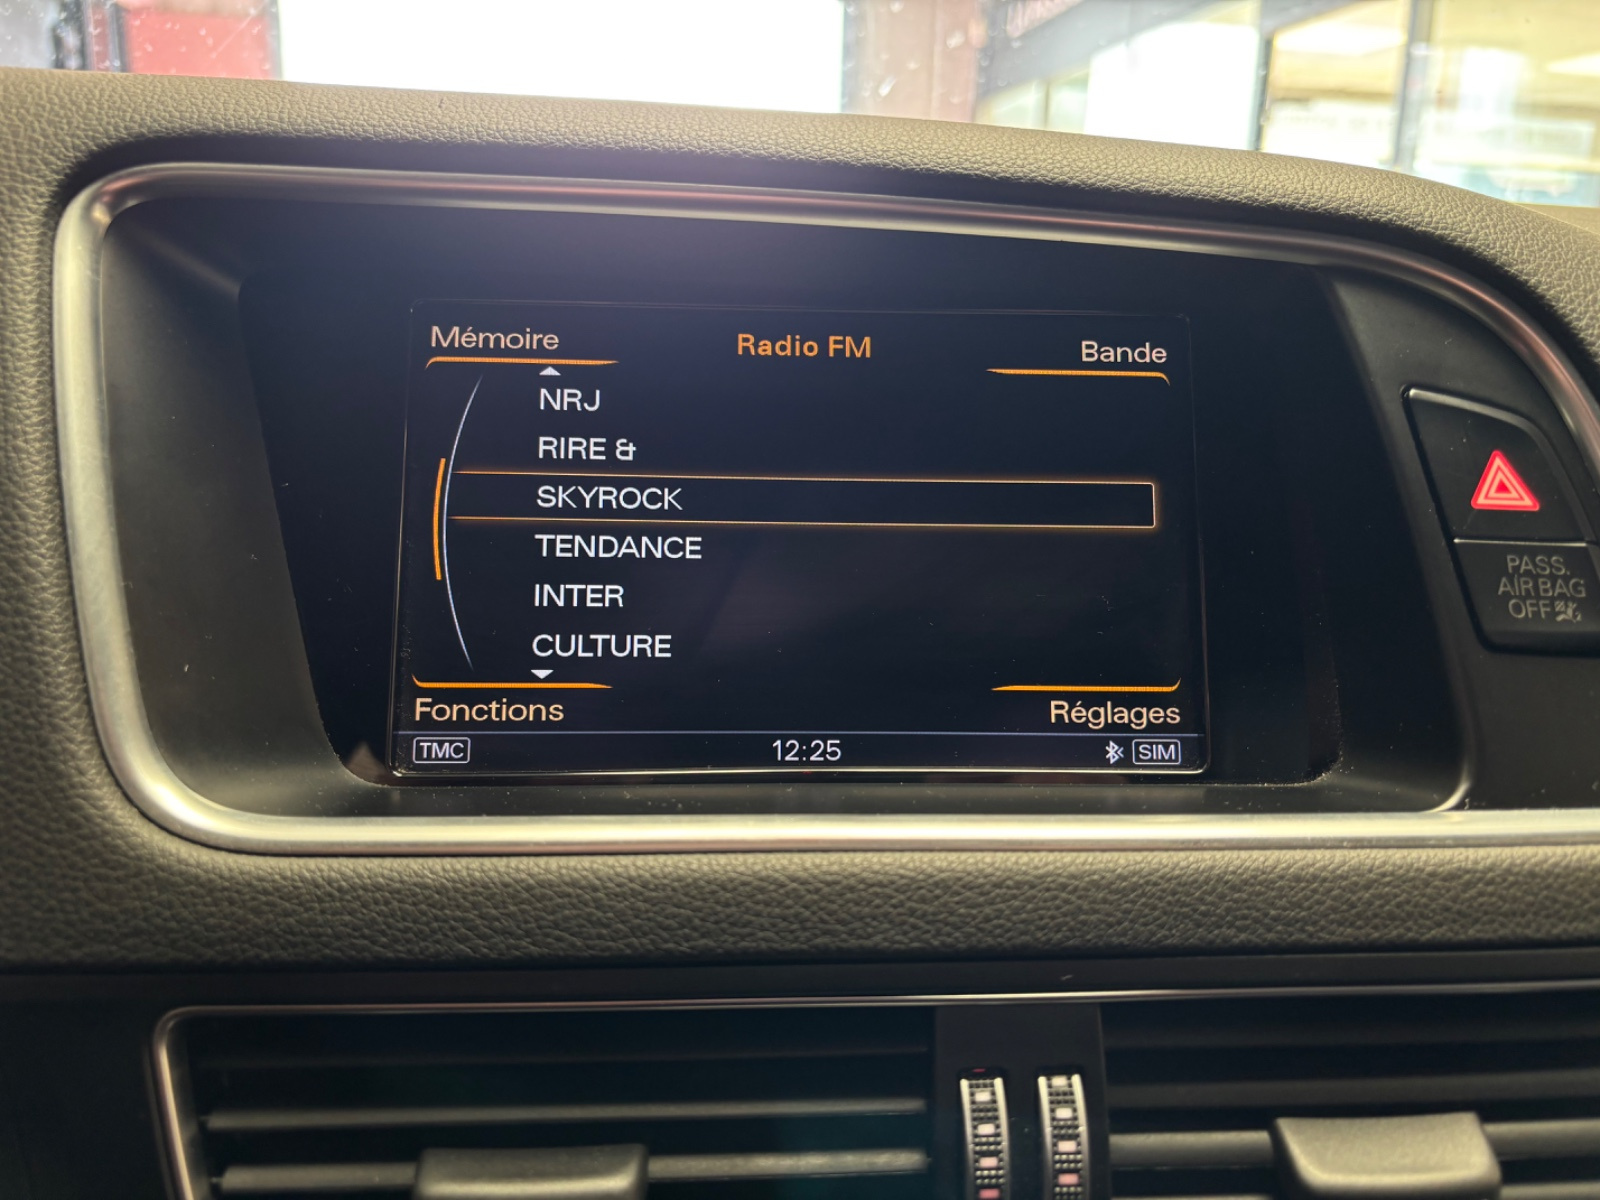 Mémoire
Radio FM
Bande
NRJ
RIRE &
SKYROCK
TENDANCE
INTER
CULTURE
Fonctions
Réglages
TMC
12:25
SIM
PASS.
AIR BAG
OFF